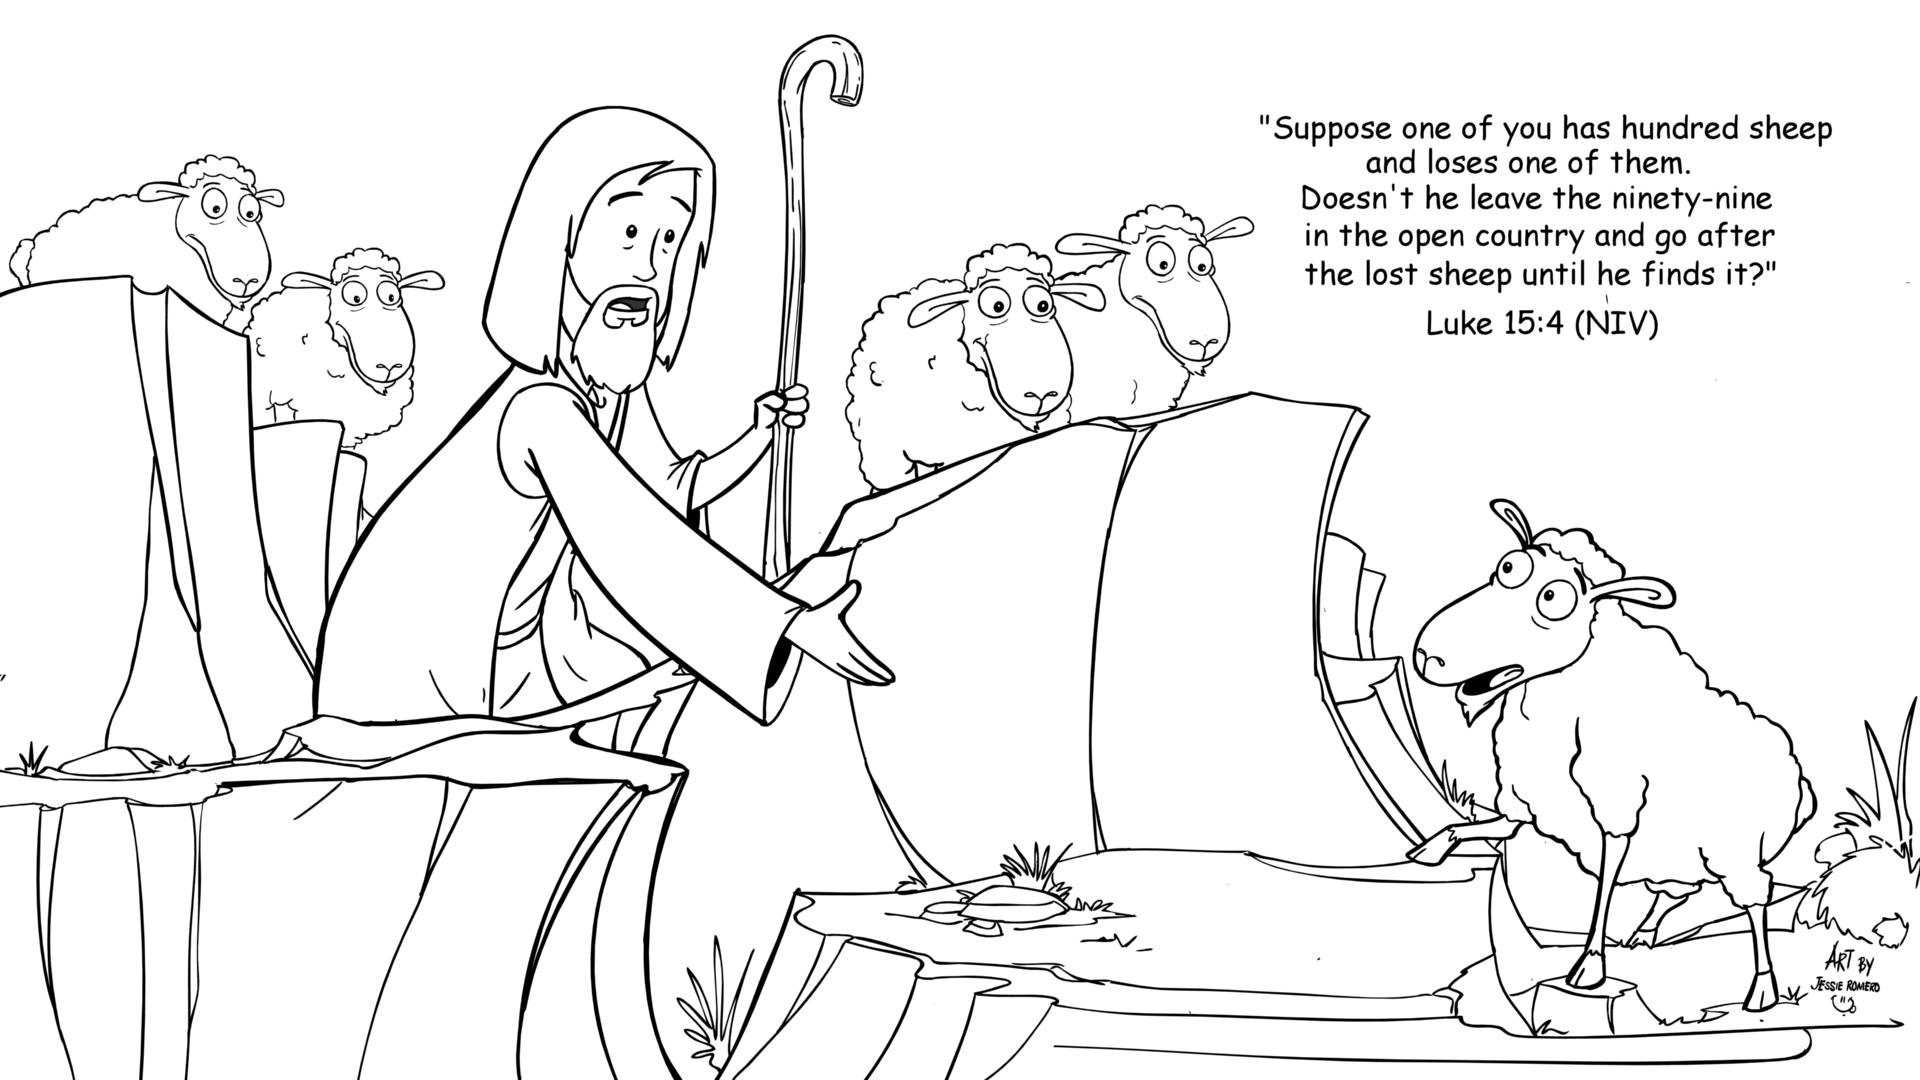 "Suppose one of you has hundred sheep
and loses one of them.
Doesn't he leave the ninety-nine
in the open country and go after
the lost sheep until he finds it?"
Luke 15:4 (NIV)
ART BY
JESSIE ROMERO